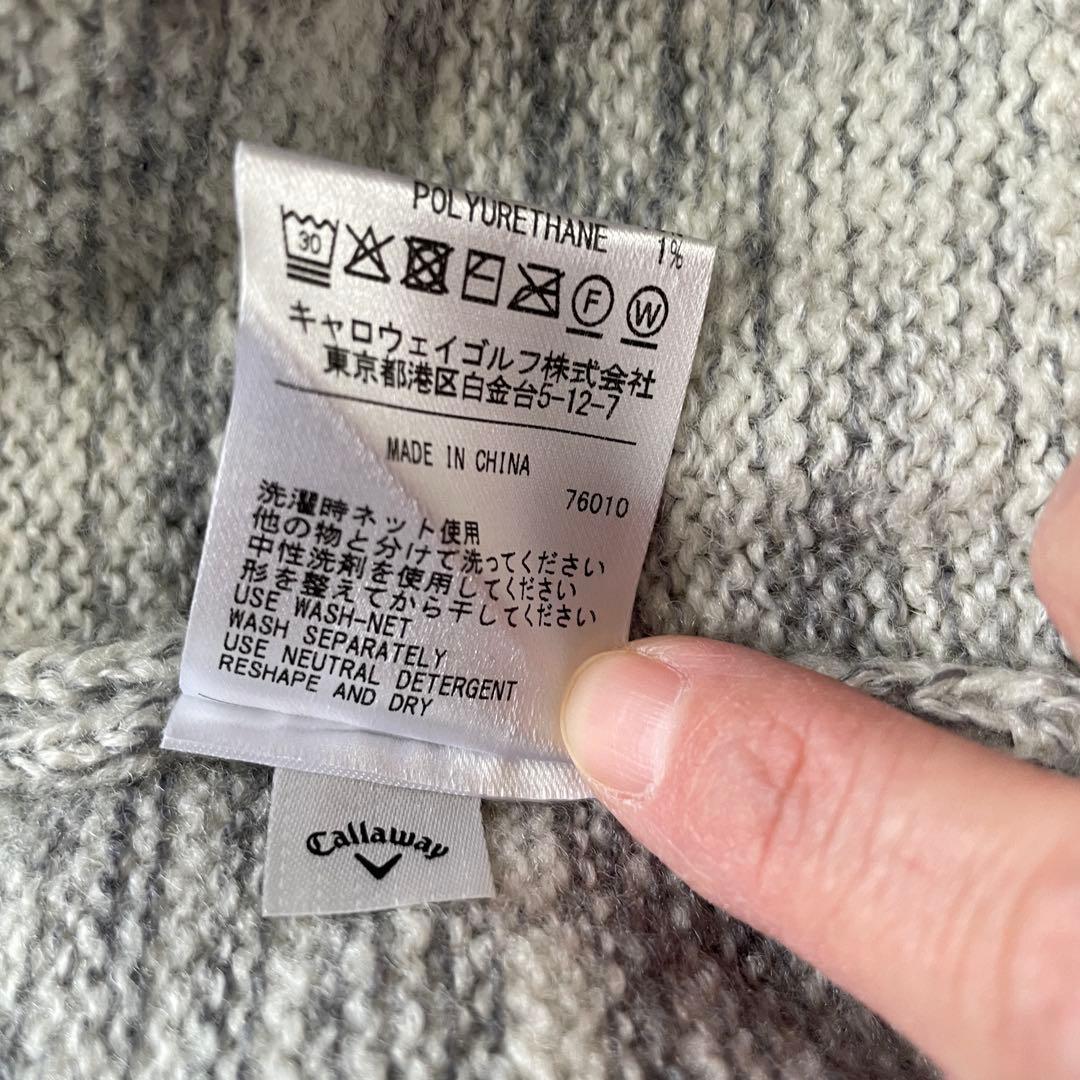 POLYURETHANE 1%
30 F W
キャロウェイゴルフ株式会社
東京都港区白金台5-12-7
MADE IN CHINA
76010
洗濯時ネット使用
他の物と分けて洗ってください
中性洗剤を使用してください
形を整えてから干してください
USE WASH-NET
WASH SEPARATELY
USE NEUTRAL DETERGENT
RESHAPE AND DRY
Callaway